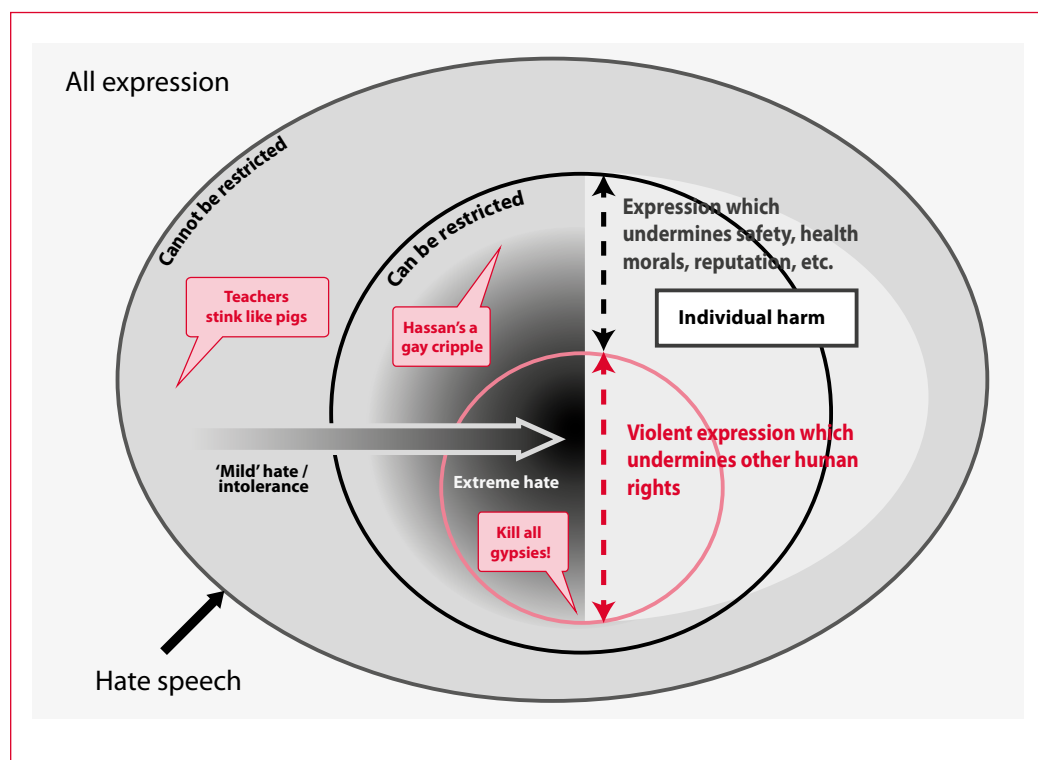 All expression
Cannot be restricted
Can be restricted
Expression which
undermines safety, health
morals, reputation, etc.
Teachers
stink like pigs
Hassan’s a
gay cripple
Individual harm
Violent expression which
undermines other human
rights
‘Mild’ hate /
intolerance
Extreme hate
Kill all
gypsies!
Hate speech